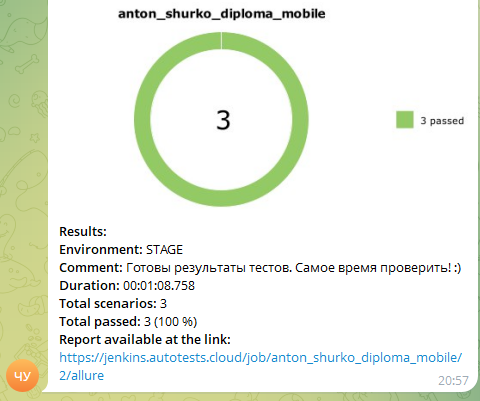 anton_shurko_diploma_mobile
3
3 passed
Results:
Environment: STAGE
Comment: Готовы результаты тестов. Самое время проверить! :)
Duration: 00:01:08.758
Total scenarios: 3
Total passed: 3 (100 %)
Report available at the link:
https://jenkins.autotests.cloud/job/anton_shurko_diploma_mobile/
2/allure
ЧУ
20:57